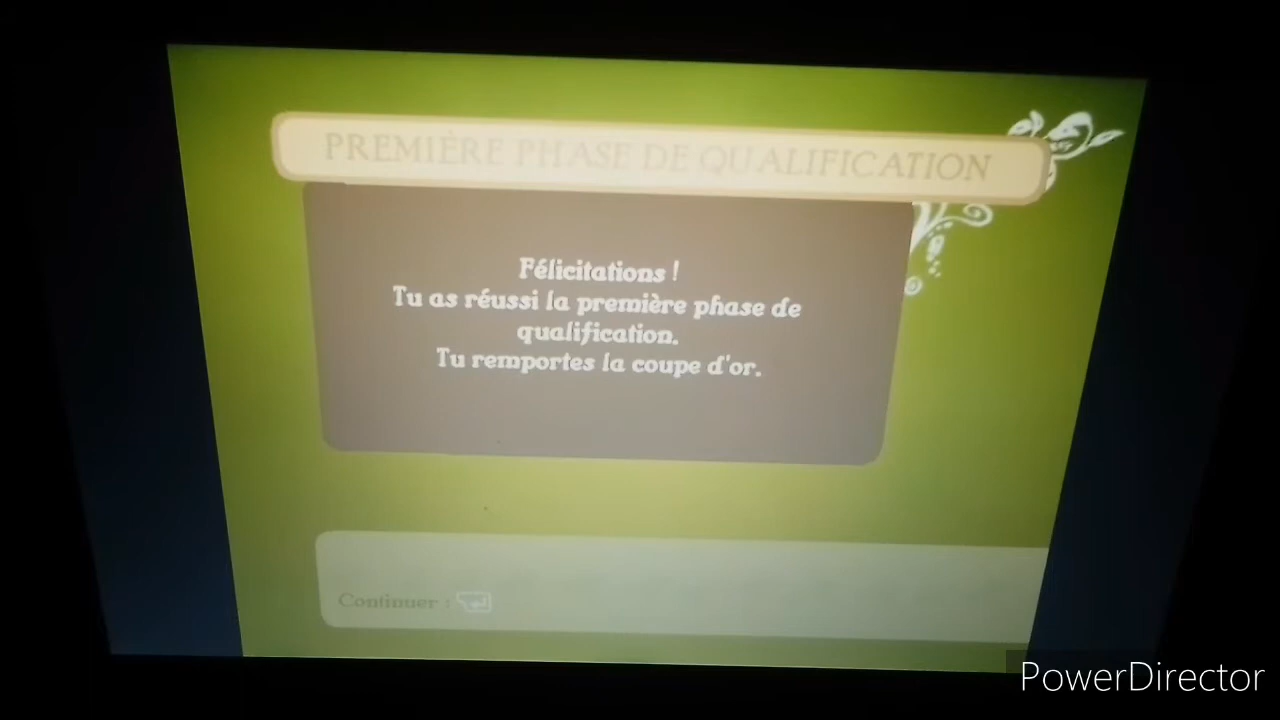 PREMIÈRE PHASE DE QUALIFICATION
Félicitations !
Tu as réussi la première phase de
qualification.
Tu remportes la coupe d'or.
Continuer :
PowerDirector